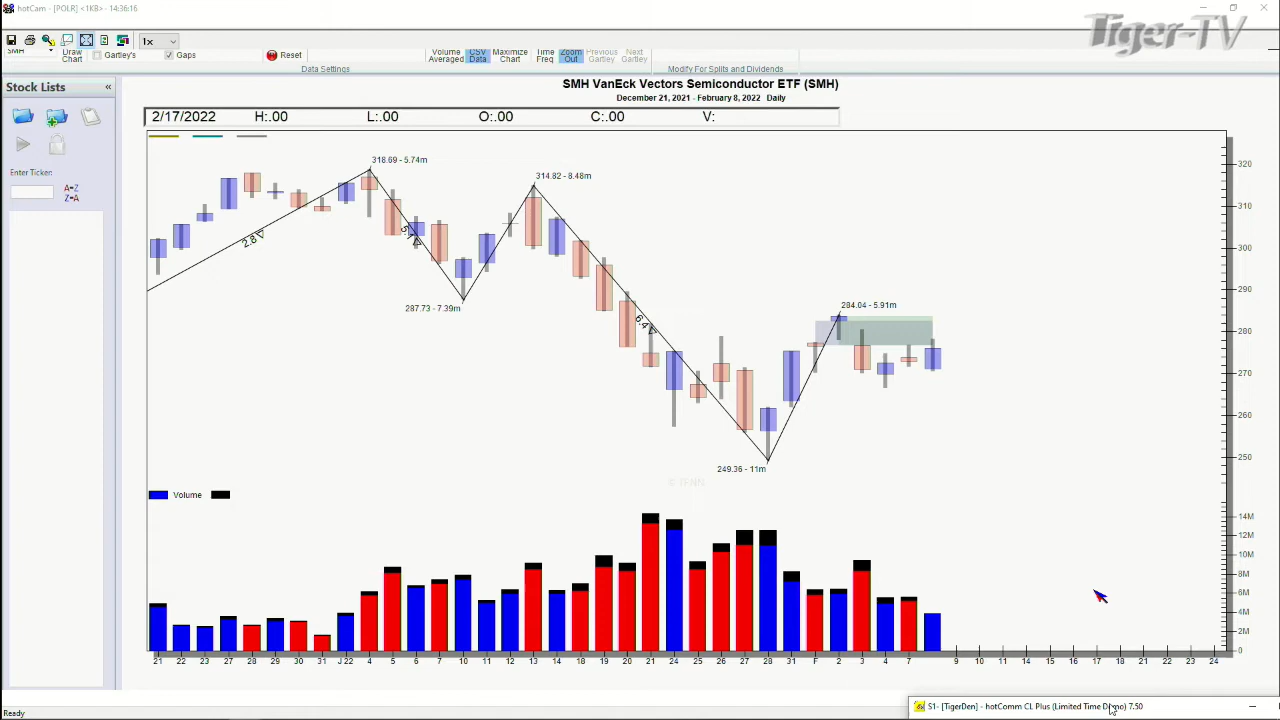 hotCam - [POLR] <1KB> - 14:36:16
Tiger-TV
1x
SMH
Draw
Chart
Gartley's
Gaps
Reset
Volume
Averaged
CSV
Data
Maximize
Chart
Time
Freq
Zoom
Out
Previous
Gartley
Next
Gartley
Data Settings
Modify For Splits and Dividends
Stock Lists «
SMH VanEck Vectors Semiconductor ETF (SMH)
December 21, 2021 - February 8, 2022 Daily
2/17/2022 H:.00 L:.00 O:.00 C:.00 V:
Enter Ticker:
A=Z
Z=A
318.69 - 5.74m
314.82 - 8.48m
2.8
5.1
287.73 - 7.39m
6.4
284.04 - 5.91m
249.36 - 11m
© TFNN
320
310
300
290
280
270
260
250
Volume
14M
12M
10M
8M
6M
4M
2M
0
21 22 23 27 28 29 30 31 J 22 4 5 6 7 10 11 12 13 14 18 19 20 21 24 25 26 27 28 31 F 2 3 4 7 9 10 11 14 15 16 17 18 21 22 23 24
S1- [TigerDen] - hotComm CL Plus (Limited Time Demo) 7.50
Ready